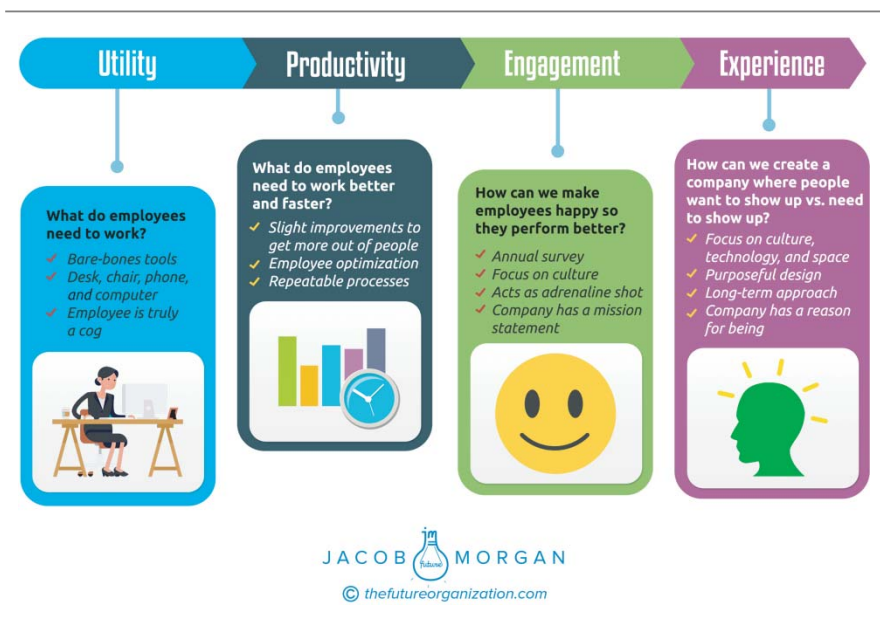 Utility
Productivity
Engagement
Experience
What do employees
need to work?
Bare-bones tools
Desk, chair, phone,
and computer
Employee is truly
a cog
What do employees
need to work better
and faster?
Slight improvements to
get more out of people
Employee optimization
Repeatable processes
How can we make
employees happy so
they perform better?
Annual survey
Focus on culture
Acts as adrenaline shot
Company has a mission
statement
How can we create a
company where people
want to show up vs. need
to show up?
Focus on culture,
technology, and space
Purposeful design
Long-term approach
Company has a reason
for being
jm
JACOB MORGAN
future
© thefutureorganization.com